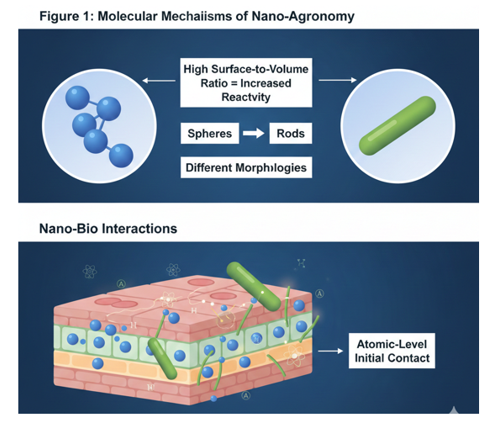 Figure 1: Molecular Mechaiisms of Nano-Agronomy
High Surface-to-Volume
Ratio = Increased
Reactvity
Spheres
Rods
Different Morphılogies
Nano-Bio Interactions
A
H
A
H
N
A
Atomic-Level
Initial Contact